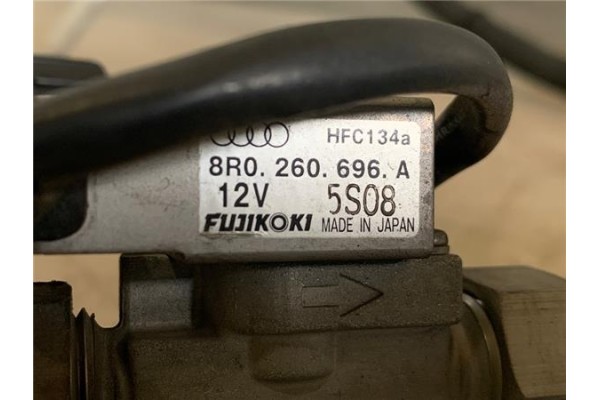 HFC134a
8R0.260.696.A
12V 5S08
FUJIKOKI MADE IN JAPAN